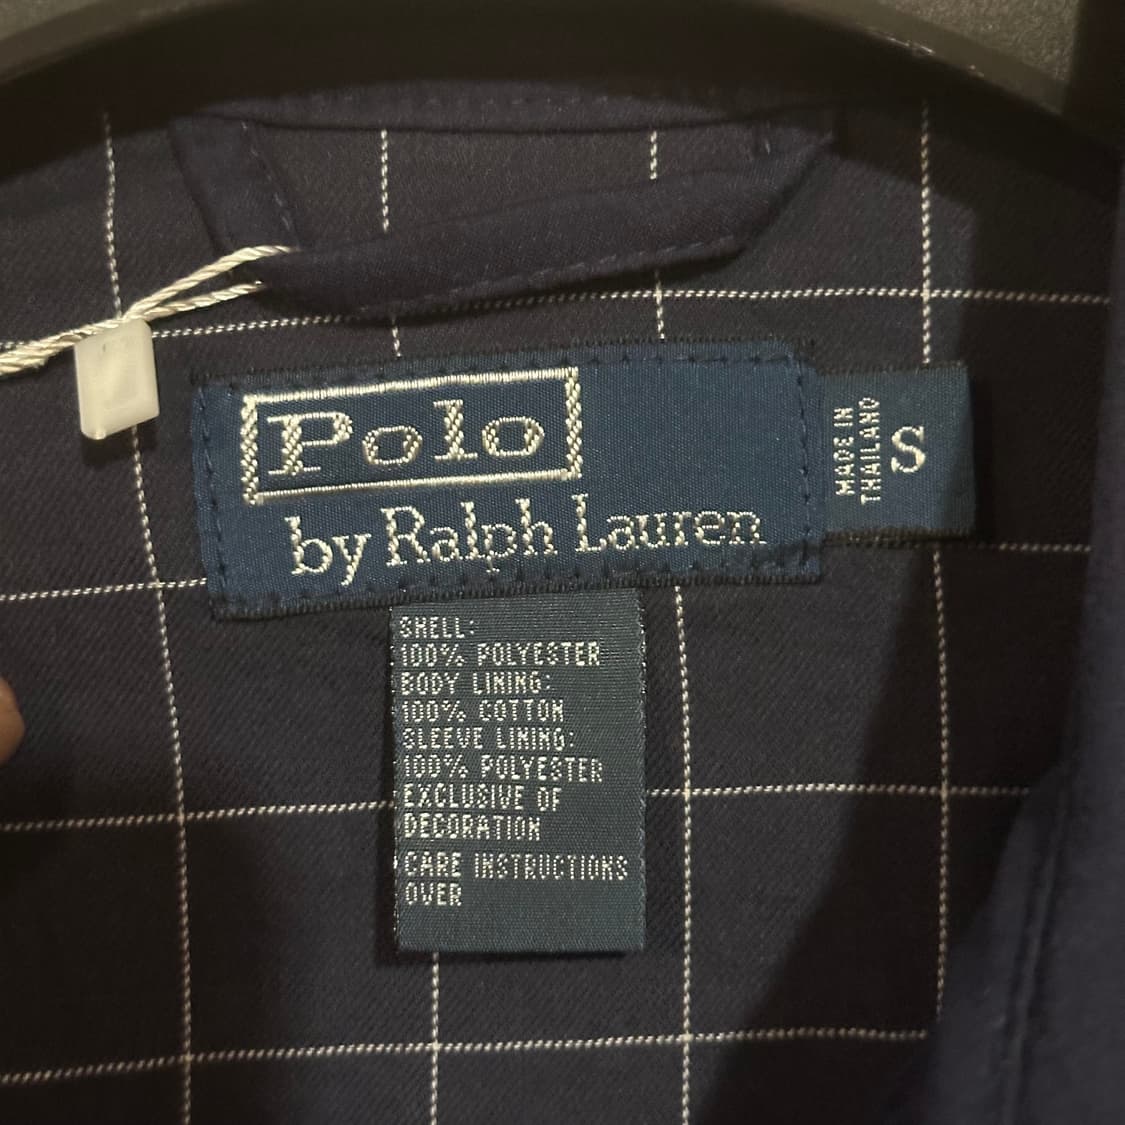 Polo
by Ralph Lauren
MADE IN
THAILAND
S
SHELL:
100% POLYESTER
BODY LINING:
100% COTTON
SLEEVE LINING:
100% POLYESTER
EXCLUSIVE OF
DECORATION
CARE INSTRUCTIONS
OVER